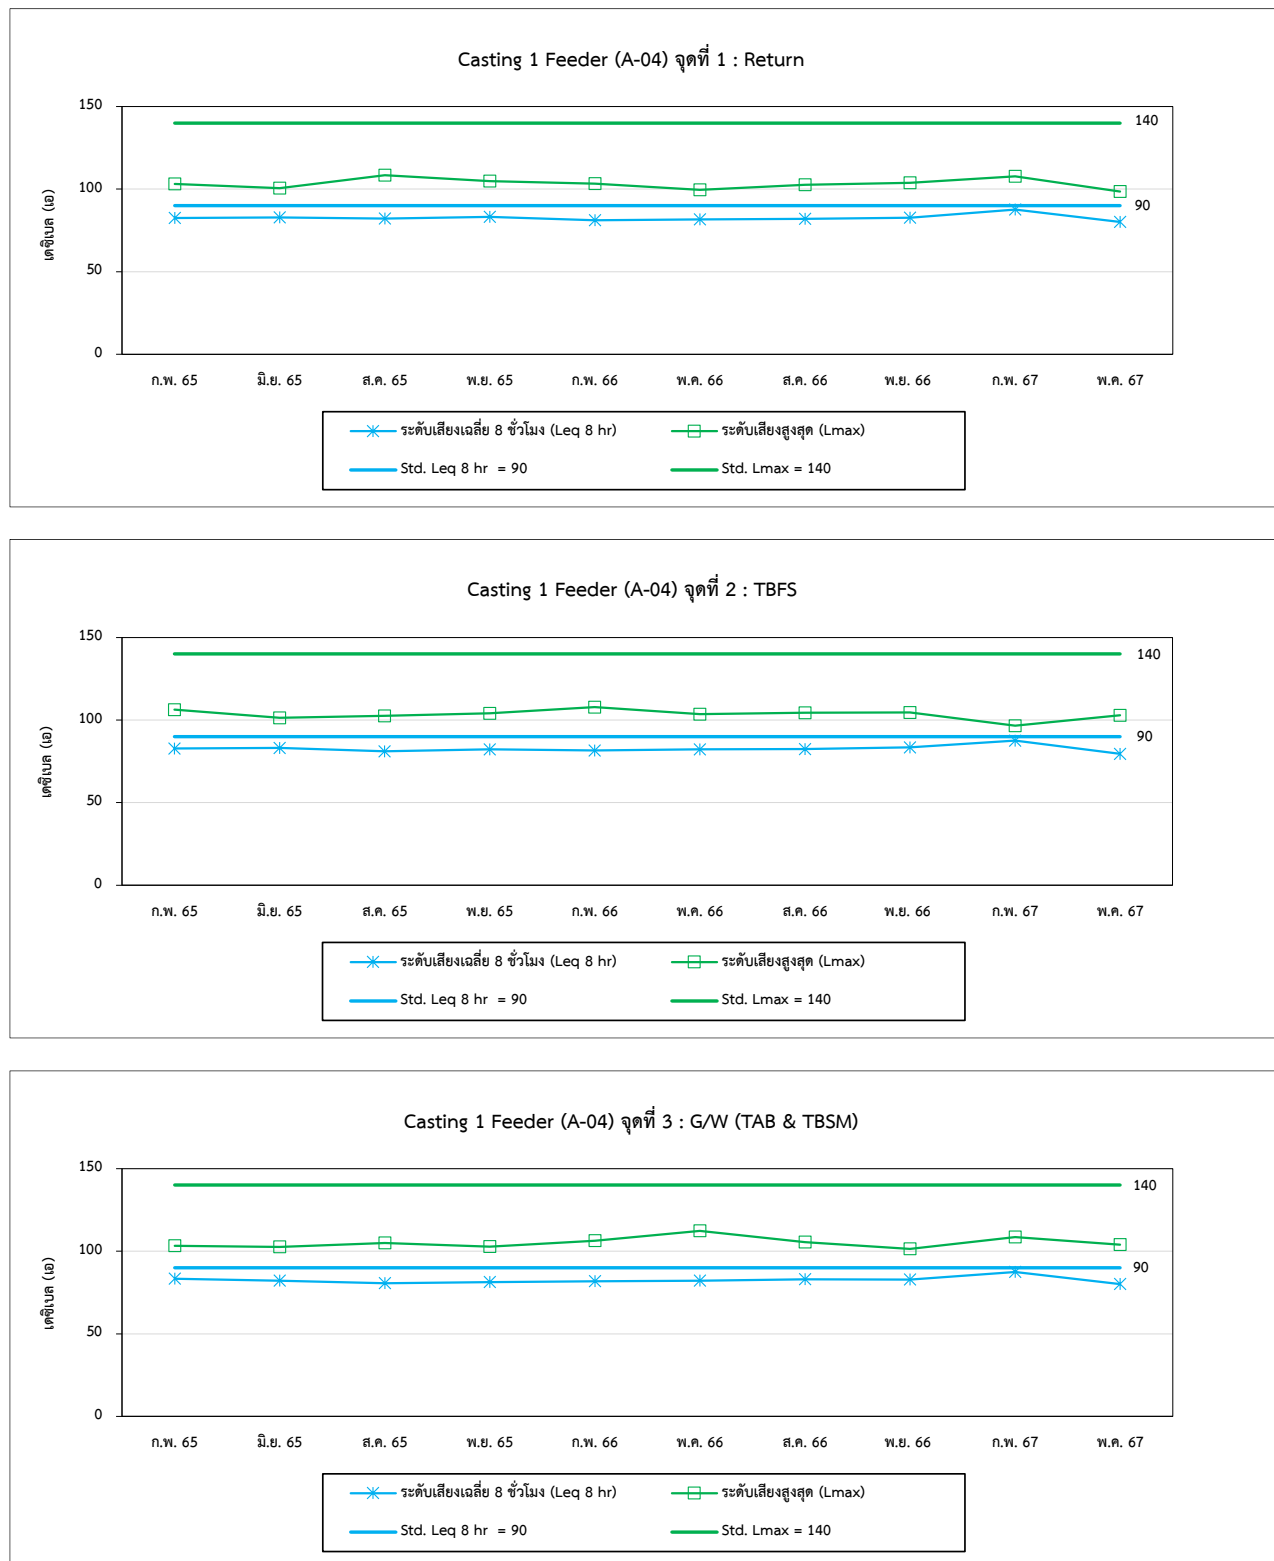 Casting 1 Feeder (A-04) จุดที่ 1 : Return
เดซิเบล (เอ)
150
100
50
0
140
90
ก.พ. 65 มิ.ย. 65 ส.ค. 65 พ.ย. 65 ก.พ. 66 พ.ค. 66 ส.ค. 66 พ.ย. 66 ก.พ. 67 พ.ค. 67
ระดับเสียงเฉลี่ย 8 ชั่วโมง (Leq 8 hr) ระดับเสียงสูงสุด (Lmax)
Std. Leq 8 hr = 90 Std. Lmax = 140
Casting 1 Feeder (A-04) จุดที่ 2 : TBFS
เดซิเบล (เอ)
150
100
50
0
140
90
ก.พ. 65 มิ.ย. 65 ส.ค. 65 พ.ย. 65 ก.พ. 66 พ.ค. 66 ส.ค. 66 พ.ย. 66 ก.พ. 67 พ.ค. 67
ระดับเสียงเฉลี่ย 8 ชั่วโมง (Leq 8 hr) ระดับเสียงสูงสุด (Lmax)
Std. Leq 8 hr = 90 Std. Lmax = 140
Casting 1 Feeder (A-04) จุดที่ 3 : G/W (TAB & TBSM)
เดซิเบล (เอ)
150
100
50
0
140
90
ก.พ. 65 มิ.ย. 65 ส.ค. 65 พ.ย. 65 ก.พ. 66 พ.ค. 66 ส.ค. 66 พ.ย. 66 ก.พ. 67 พ.ค. 67
ระดับเสียงเฉลี่ย 8 ชั่วโมง (Leq 8 hr) ระดับเสียงสูงสุด (Lmax)
Std. Leq 8 hr = 90 Std. Lmax = 140